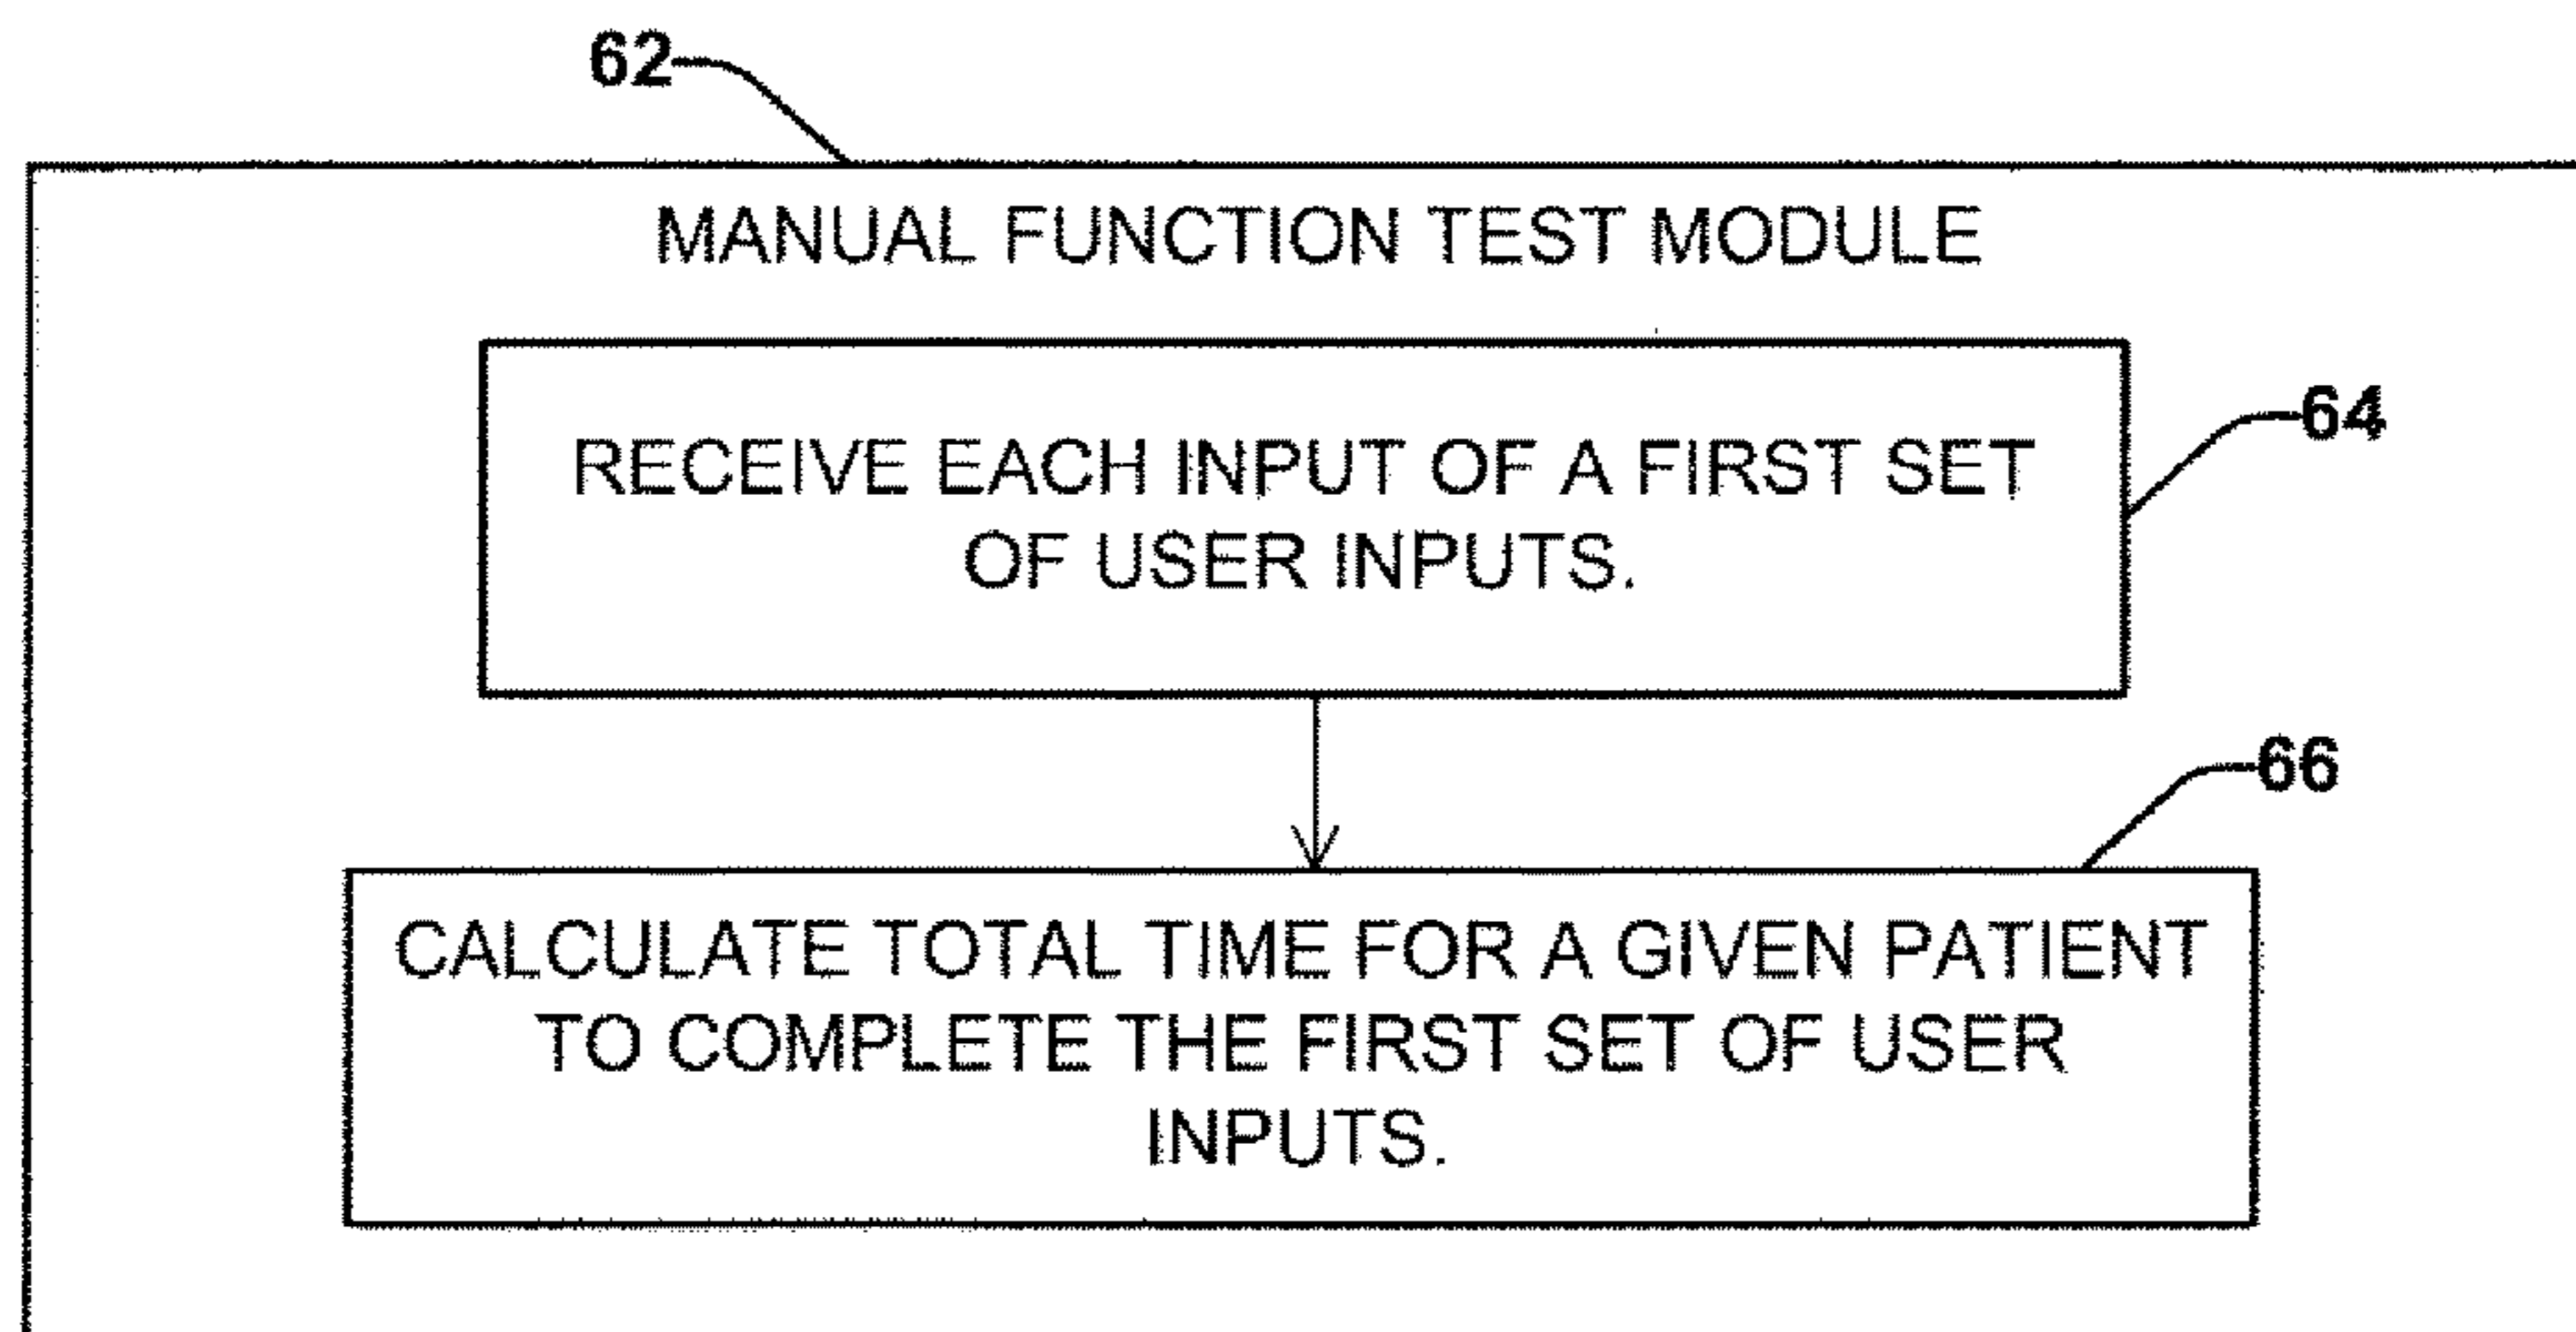 62
MANUAL FUNCTION TEST MODULE
RECEIVE EACH INPUT OF A FIRST SET
OF USER INPUTS.
64
66
CALCULATE TOTAL TIME FOR A GIVEN PATIENT
TO COMPLETE THE FIRST SET OF USER
INPUTS.